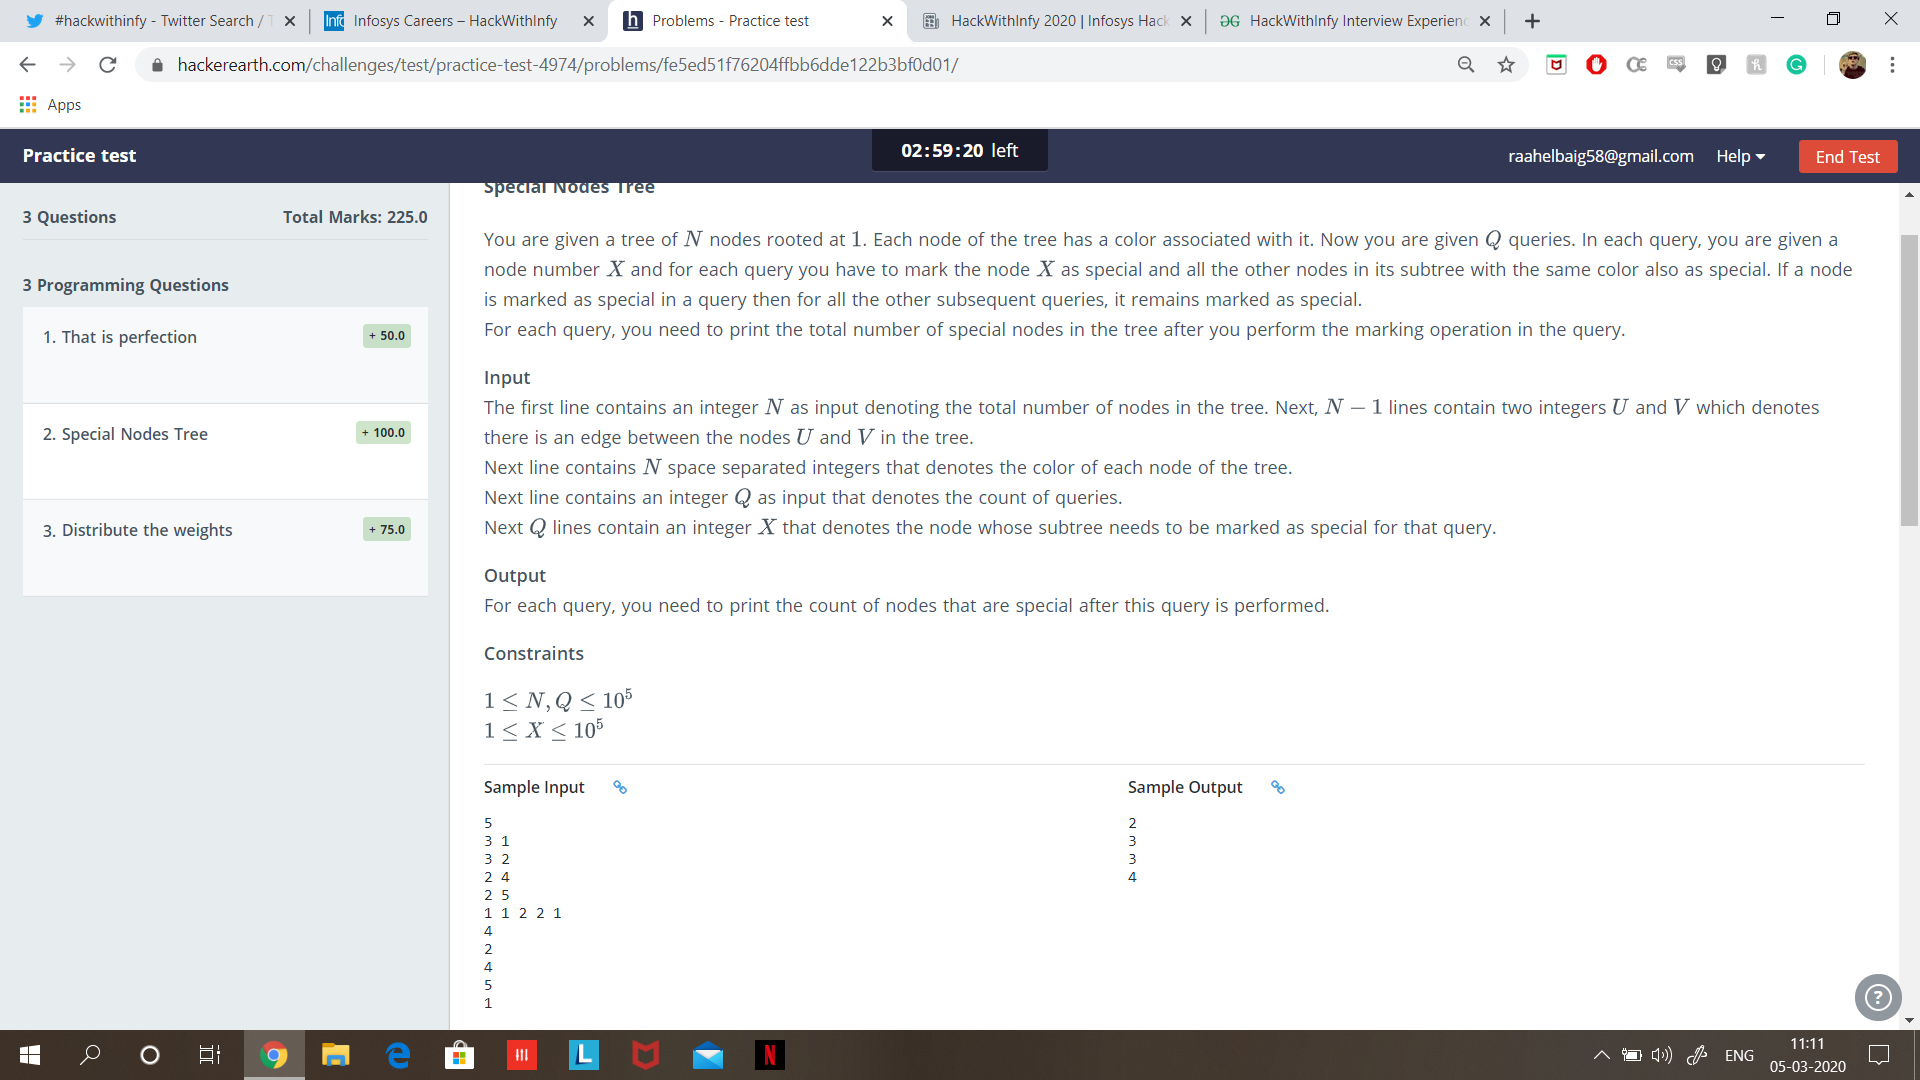 #hackwithinfy - Twitter Search / T
Infosys Careers – HackWithInfy
Problems - Practice test
HackWithInfy 2020 | Infosys Hack
HackWithInfy Interview Experienc
hackerearth.com/challenges/test/practice-test-4974/problems/fe5ed51f76204ffbb6dde122b3bf0d01/
Apps
Practice test
02:59:20 left
raahelbaig58@gmail.com
Help
End Test
3 Questions
Total Marks: 225.0
3 Programming Questions
1. That is perfection
+ 50.0
2. Special Nodes Tree
+ 100.0
3. Distribute the weights
+ 75.0
Special Nodes Tree
You are given a tree of N nodes rooted at 1. Each node of the tree has a color associated with it. Now you are given Q queries. In each query, you are given a
node number X and for each query you have to mark the node X as special and all the other nodes in its subtree with the same color also as special. If a node
is marked as special in a query then for all the other subsequent queries, it remains marked as special.
For each query, you need to print the total number of special nodes in the tree after you perform the marking operation in the query.
Input
The first line contains an integer N as input denoting the total number of nodes in the tree. Next, N − 1 lines contain two integers U and V which denotes
there is an edge between the nodes U and V in the tree.
Next line contains N space separated integers that denotes the color of each node of the tree.
Next line contains an integer Q as input that denotes the count of queries.
Next Q lines contain an integer X that denotes the node whose subtree needs to be marked as special for that query.
Output
For each query, you need to print the count of nodes that are special after this query is performed.
Constraints
1 ≤ N, Q ≤ 10⁵
1 ≤ X ≤ 10⁵
Sample Input
5
3 1
3 2
2 4
2 5
1 1 2 2 1
4
2
4
5
1
Sample Output
2
3
3
4
ENG
11:11
05-03-2020